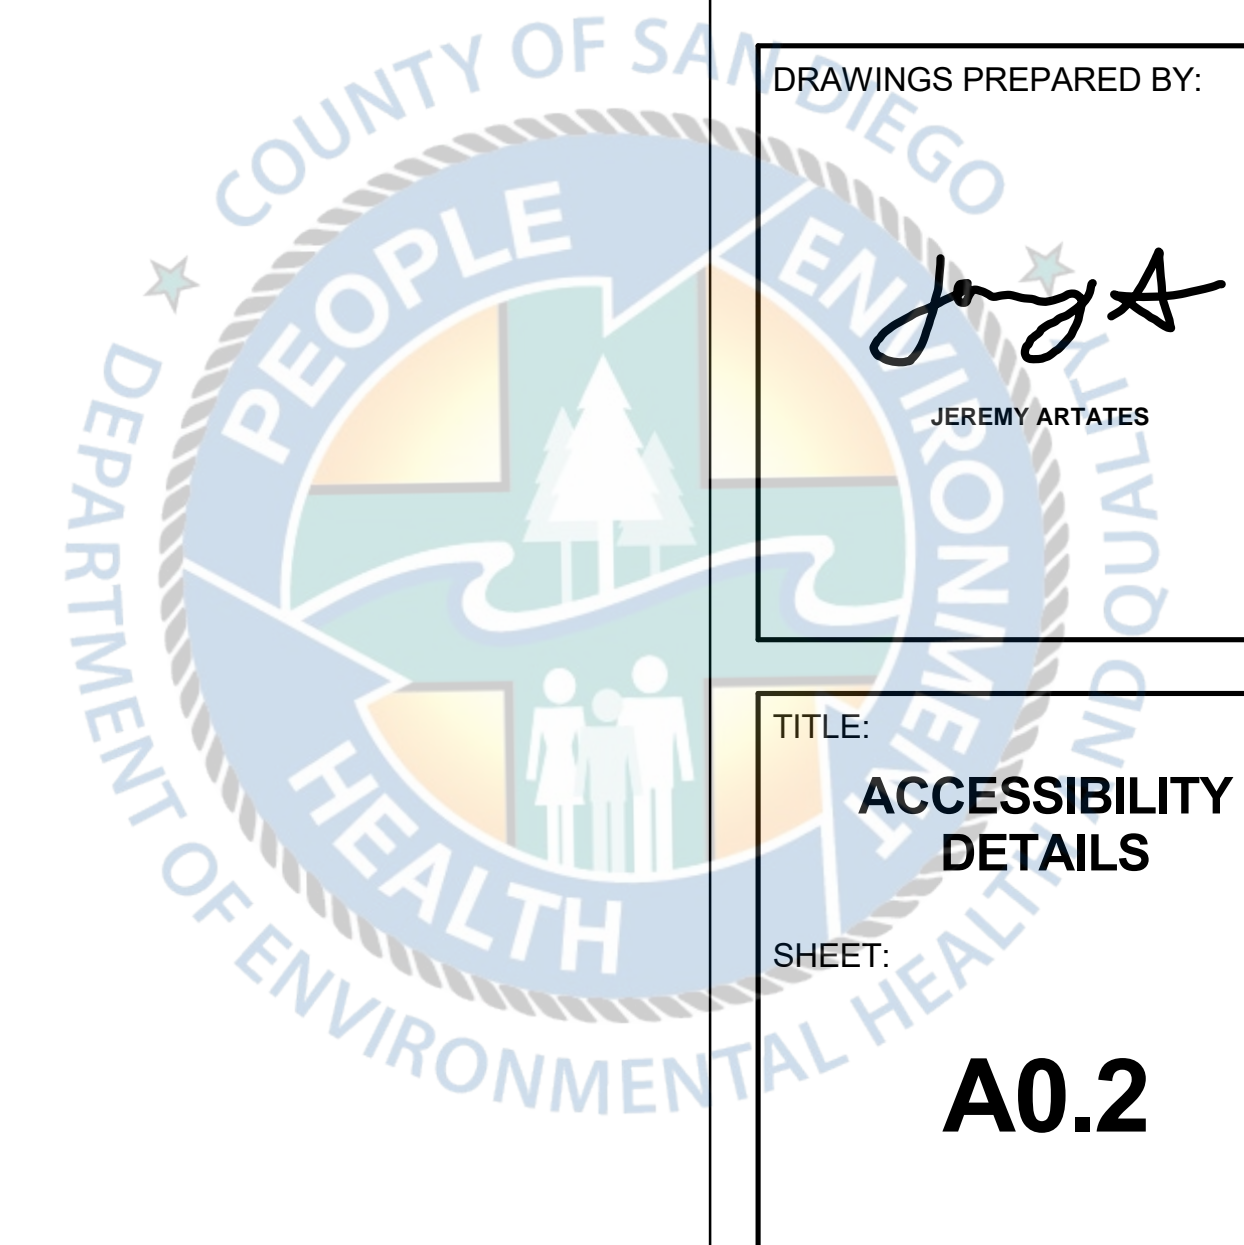 COUNTY OF SAN DIEGO
DEPARTMENT OF ENVIRONMENTAL HEALTH AND QUALITY
PEOPLE
ENVIRONMENT
HEALTH
DRAWINGS PREPARED BY:
JEREMY ARTATES
TITLE:
ACCESSIBILITY
DETAILS
SHEET:
A0.2